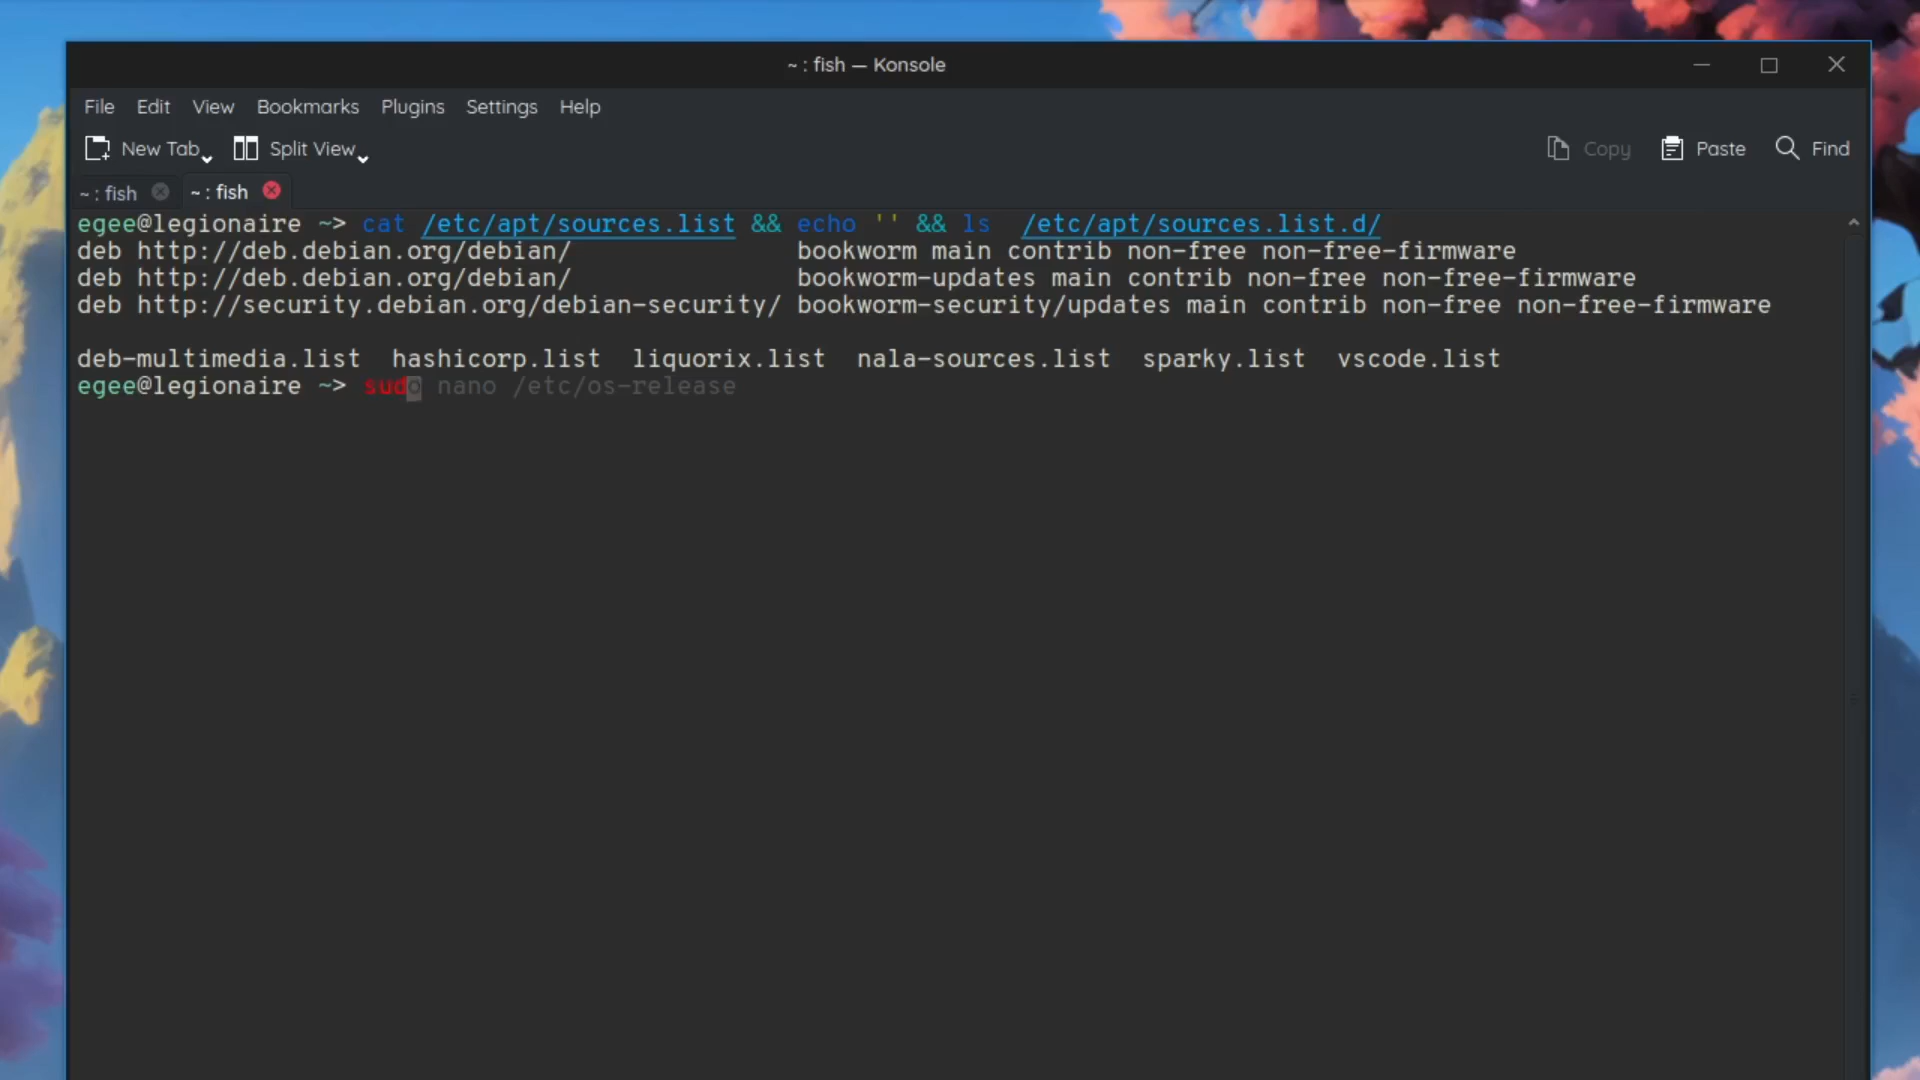 ~ : fish — Konsole
File Edit View Bookmarks Plugins Settings Help
New Tab Split View Copy Paste Find
~ : fish ~ : fish
egee@legionaire ~> cat /etc/apt/sources.list && echo '' && ls  /etc/apt/sources.list.d/
deb http://deb.debian.org/debian/               bookworm main contrib non-free non-free-firmware
deb http://deb.debian.org/debian/               bookworm-updates main contrib non-free non-free-firmware
deb http://security.debian.org/debian-security/ bookworm-security/updates main contrib non-free non-free-firmware
deb-multimedia.list  hashicorp.list  liquorix.list  nala-sources.list  sparky.list  vscode.list
egee@legionaire ~> sudo nano /etc/os-release